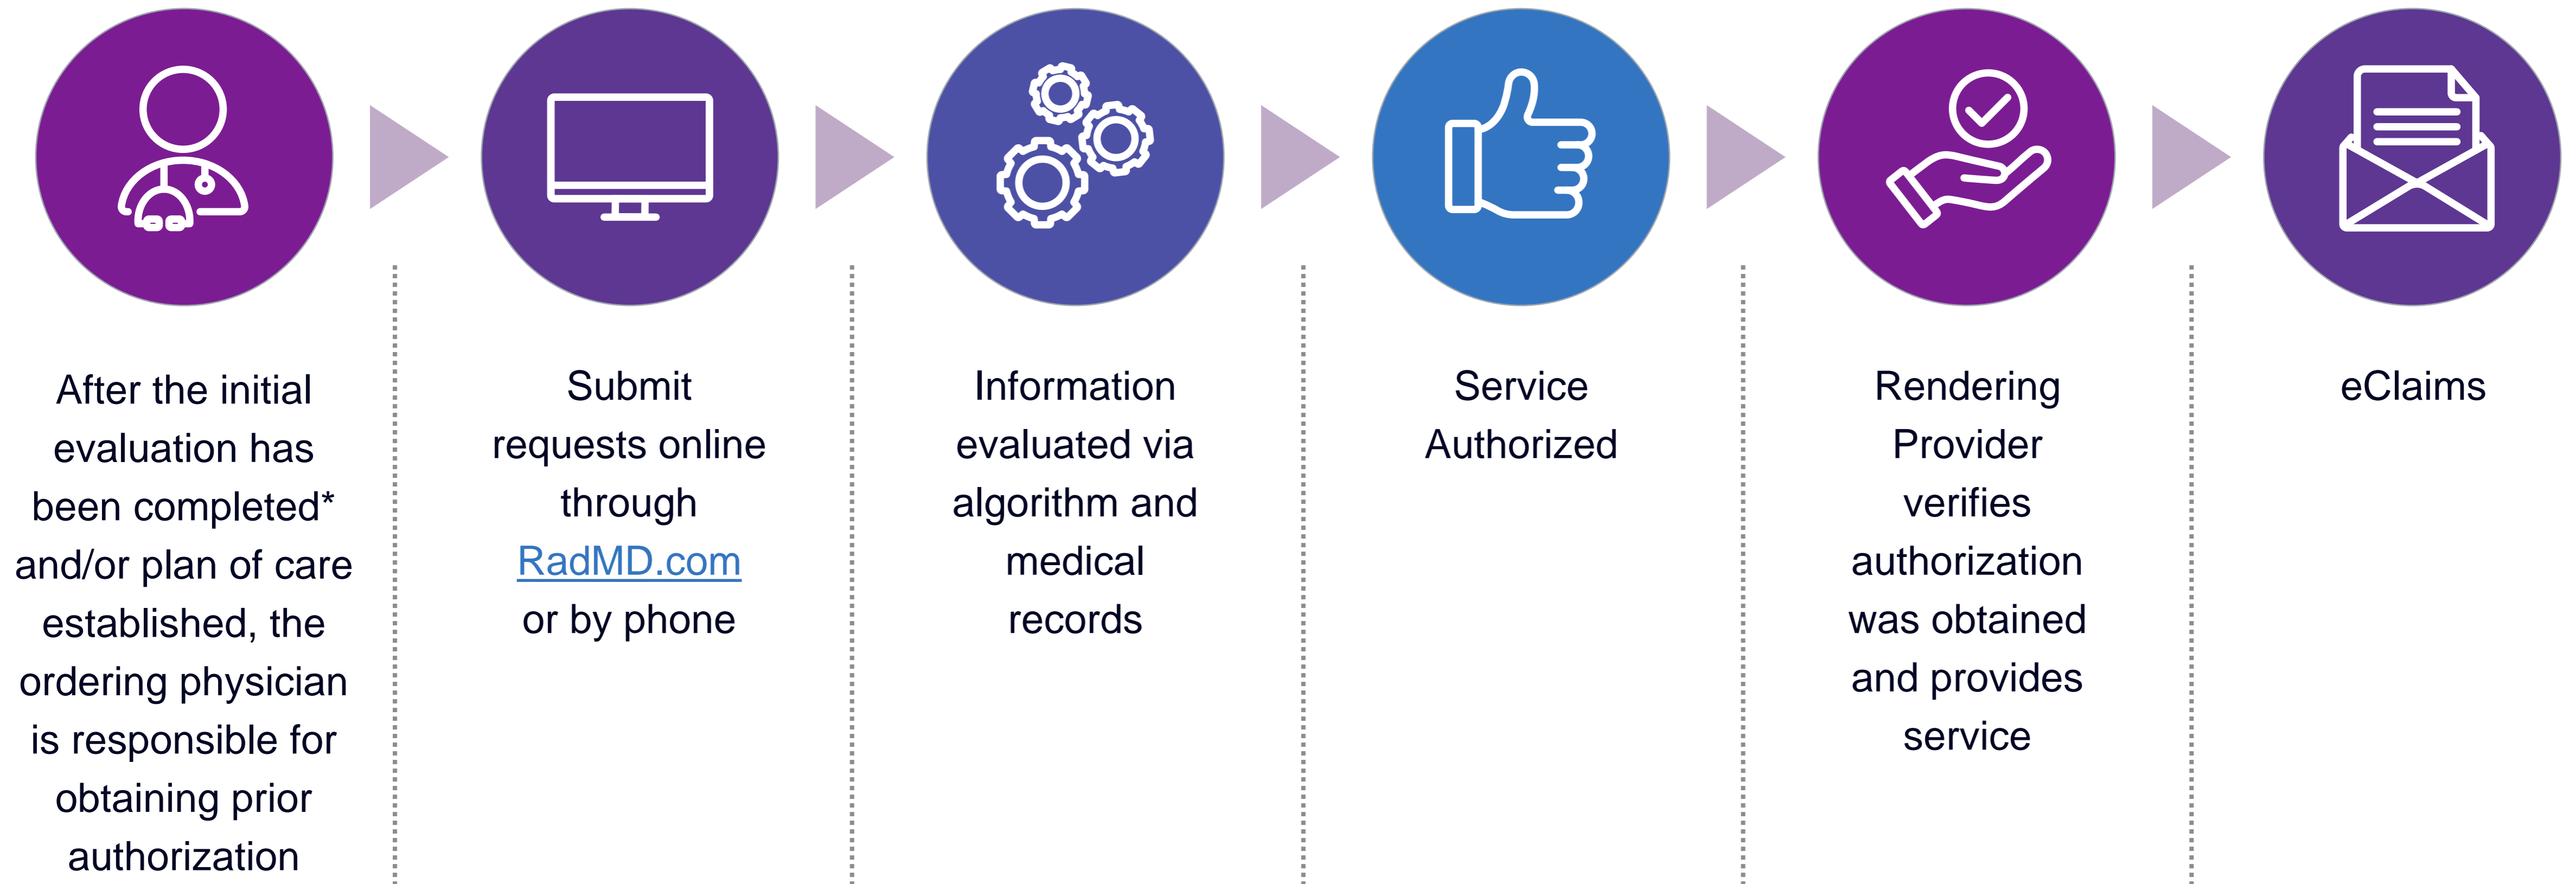 After the initial
evaluation has
been completed*
and/or plan of care
established, the
ordering physician
is responsible for
obtaining prior
authorization
Submit
requests online
through
RadMD.com
or by phone
Information
evaluated via
algorithm and
medical
records
Service
Authorized
Rendering
Provider
verifies
authorization
was obtained
and provides
service
eClaims